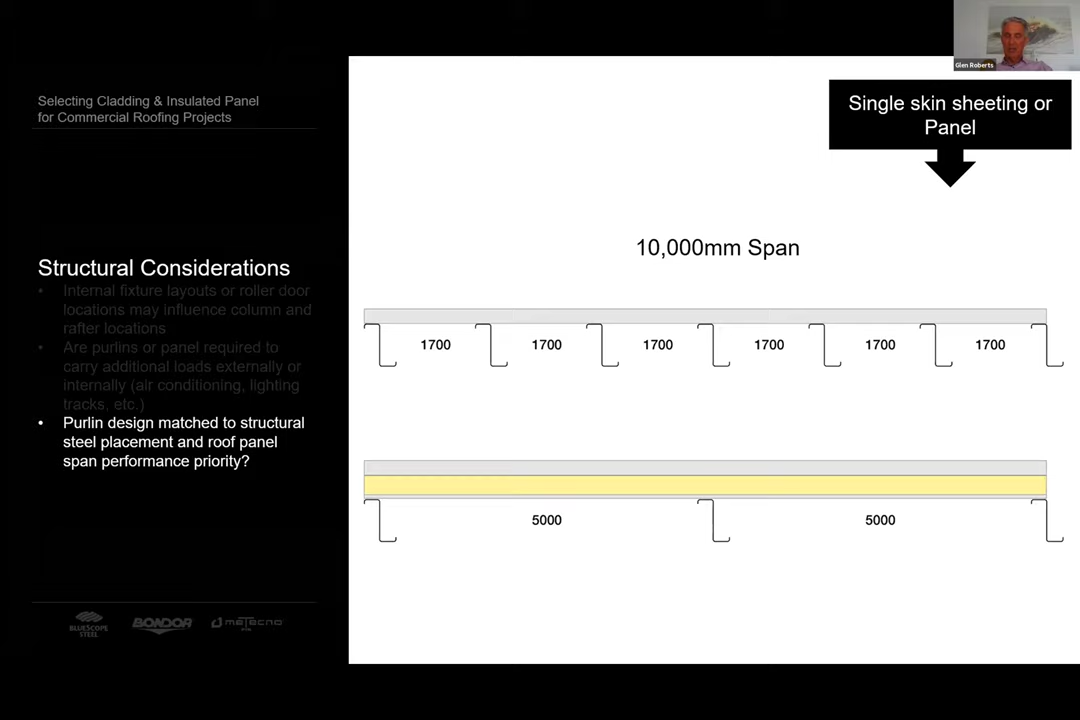 Glen Roberts
Selecting Cladding & Insulated Panel
for Commercial Roofing Projects
Single skin sheeting or
Panel
10,000mm Span
Structural Considerations
• Internal fixture layouts or roller door
locations may influence column and
rafter locations
• Are purlins or panel required to
carry additional loads externally or
internally (air conditioning, lighting
tracks, etc.)
• Purlin design matched to structural
steel placement and roof panel
span performance priority?
1700 1700 1700 1700 1700 1700
5000 5000
BLUESCOPE
STEEL
BONDOR
METECNO